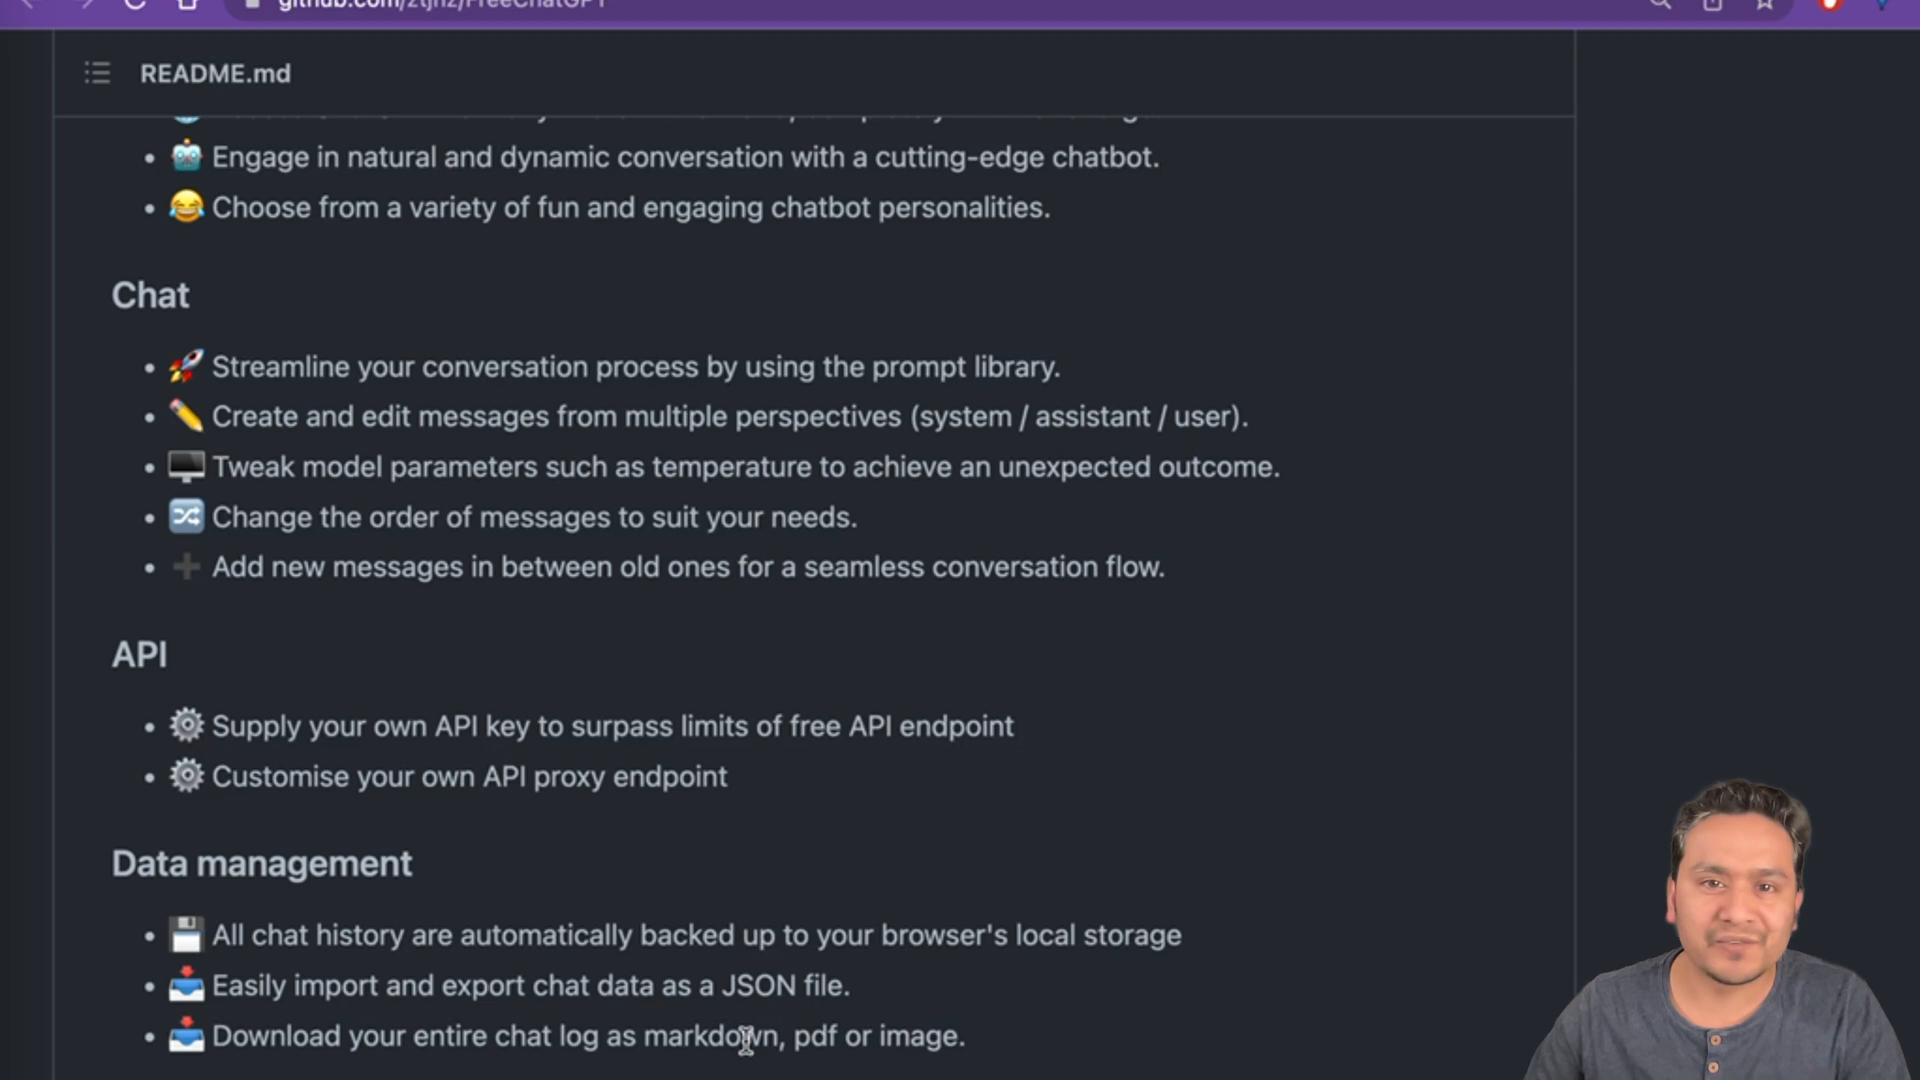 github.com/ztjhz/FreeChatGPT
README.md
Engage in natural and dynamic conversation with a cutting-edge chatbot.
Choose from a variety of fun and engaging chatbot personalities.
Chat
Streamline your conversation process by using the prompt library.
Create and edit messages from multiple perspectives (system / assistant / user).
Tweak model parameters such as temperature to achieve an unexpected outcome.
Change the order of messages to suit your needs.
Add new messages in between old ones for a seamless conversation flow.
API
Supply your own API key to surpass limits of free API endpoint
Customise your own API proxy endpoint
Data management
All chat history are automatically backed up to your browser's local storage
Easily import and export chat data as a JSON file.
Download your entire chat log as markdown, pdf or image.